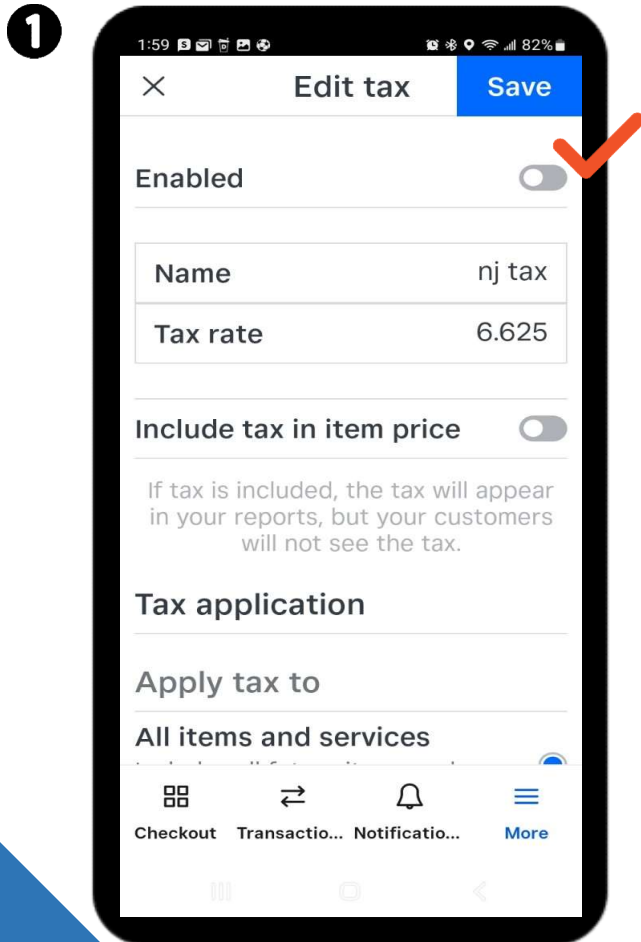 1
1:59 82%
Edit tax Save
Enabled
Name nj tax
Tax rate 6.625
Include tax in item price
If tax is included, the tax will appear
in your reports, but your customers
will not see the tax.
Tax application
Apply tax to
All items and services
Checkout Transactio... Notificatio... More